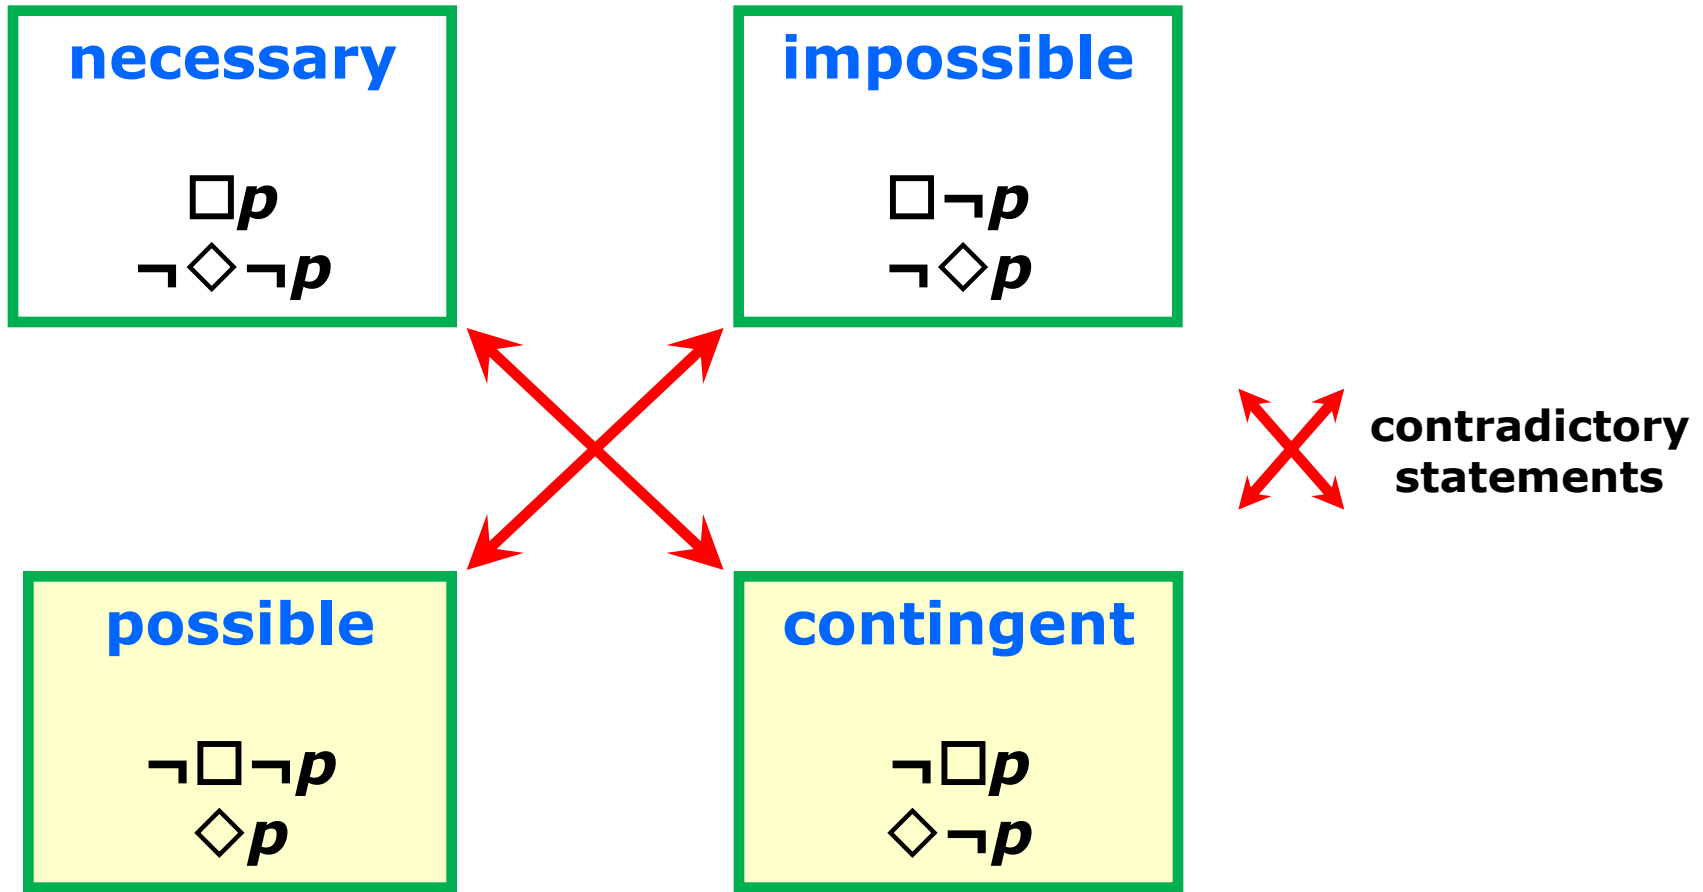 necessary
□p
¬◇¬p
impossible
□¬p
¬◇p
contradictory
statements
possible
¬□¬p
◇p
contingent
¬□p
◇¬p